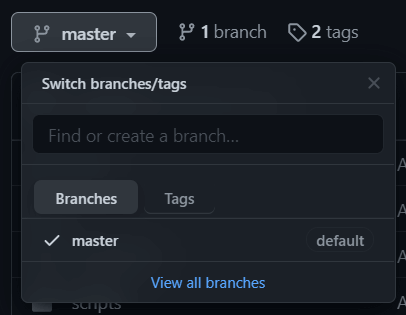 master 1 branch 2 tags
Switch branches/tags
Find or create a branch...
Branches Tags
master default
View all branches
scripts